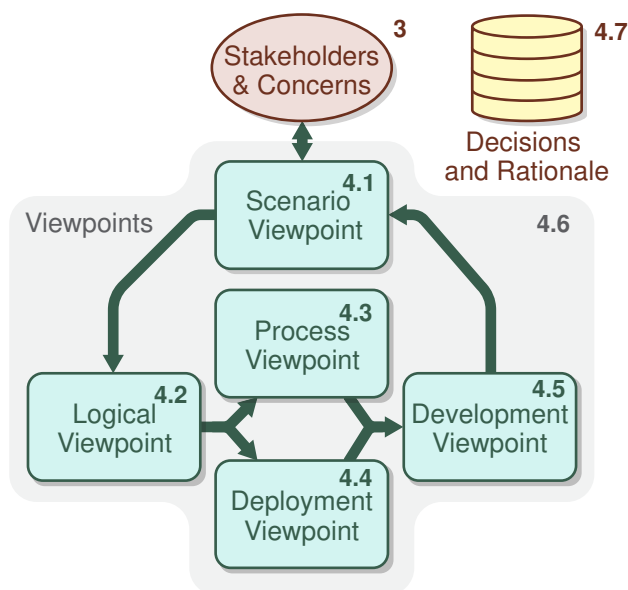 3
Stakeholders
& Concerns
4.7
Decisions
and Rationale
4.1
Scenario
Viewpoint
Viewpoints
4.6
4.3
Process
Viewpoint
4.2
Logical
Viewpoint
4.5
Development
Viewpoint
4.4
Deployment
Viewpoint